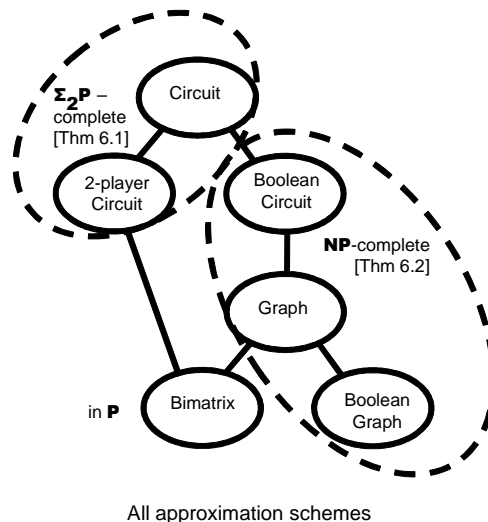 Circuit
Σ₂P –
complete
[Thm 6.1]
2-player
Circuit
Boolean
Circuit
NP-complete
[Thm 6.2]
Graph
in P
Bimatrix
Boolean
Graph
All approximation schemes